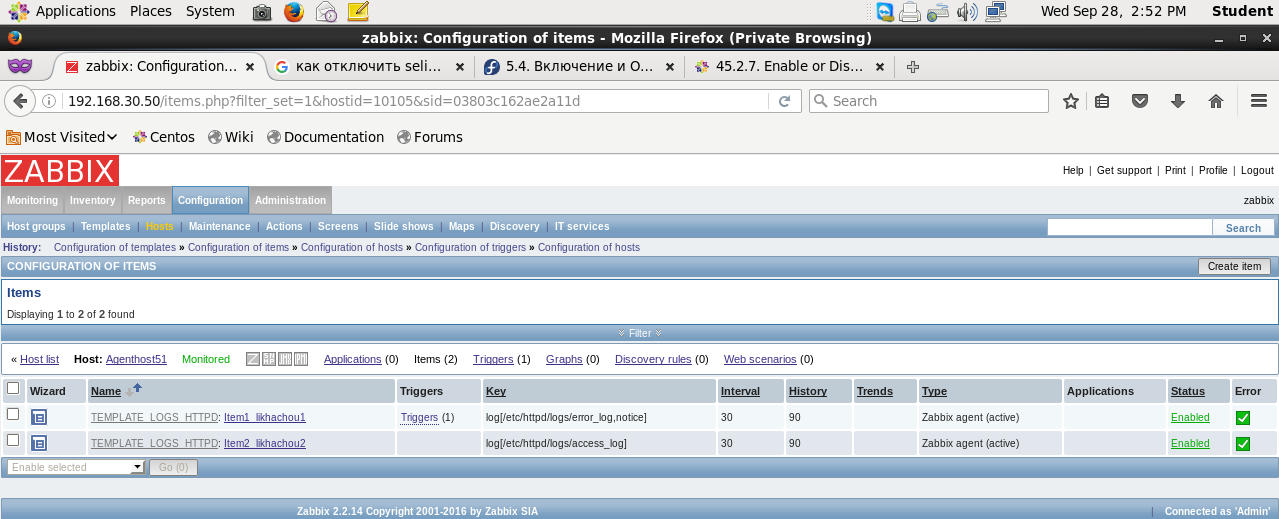 Applications Places System Wed Sep 28, 2:52 PM Student
zabbix: Configuration of items - Mozilla Firefox (Private Browsing)
zabbix: Configuration... как отключить seli... 5.4. Включение и О... 45.2.7. Enable or Dis...
192.168.30.50/items.php?filter_set=1&hostid=10105&sid=03803c162ae2a11d Search
Most Visited Centos Wiki Documentation Forums
ZABBIX Help | Get support | Print | Profile | Logout
Monitoring Inventory Reports Configuration Administration zabbix
Host groups | Templates | Hosts | Maintenance | Actions | Screens | Slide shows | Maps | Discovery | IT services Search
History: Configuration of templates » Configuration of items » Configuration of hosts » Configuration of triggers » Configuration of hosts
CONFIGURATION OF ITEMS Create item
Items
Displaying 1 to 2 of 2 found
Filter
« Host list Host: Agenthost51 Monitored Applications (0) Items (2) Triggers (1) Graphs (0) Discovery rules (0) Web scenarios (0)
Wizard Name Triggers Key Interval History Trends Type Applications Status Error
TEMPLATE_LOGS_HTTPD: Item1_likhachou1 Triggers (1) log[/etc/httpd/logs/error_log,notice] 30 90 Zabbix agent (active) Enabled
TEMPLATE_LOGS_HTTPD: Item2_likhachou2 log[/etc/httpd/logs/access_log] 30 90 Zabbix agent (active) Enabled
Enable selected Go (0)
Zabbix 2.2.14 Copyright 2001-2016 by Zabbix SIA | Connected as 'Admin'